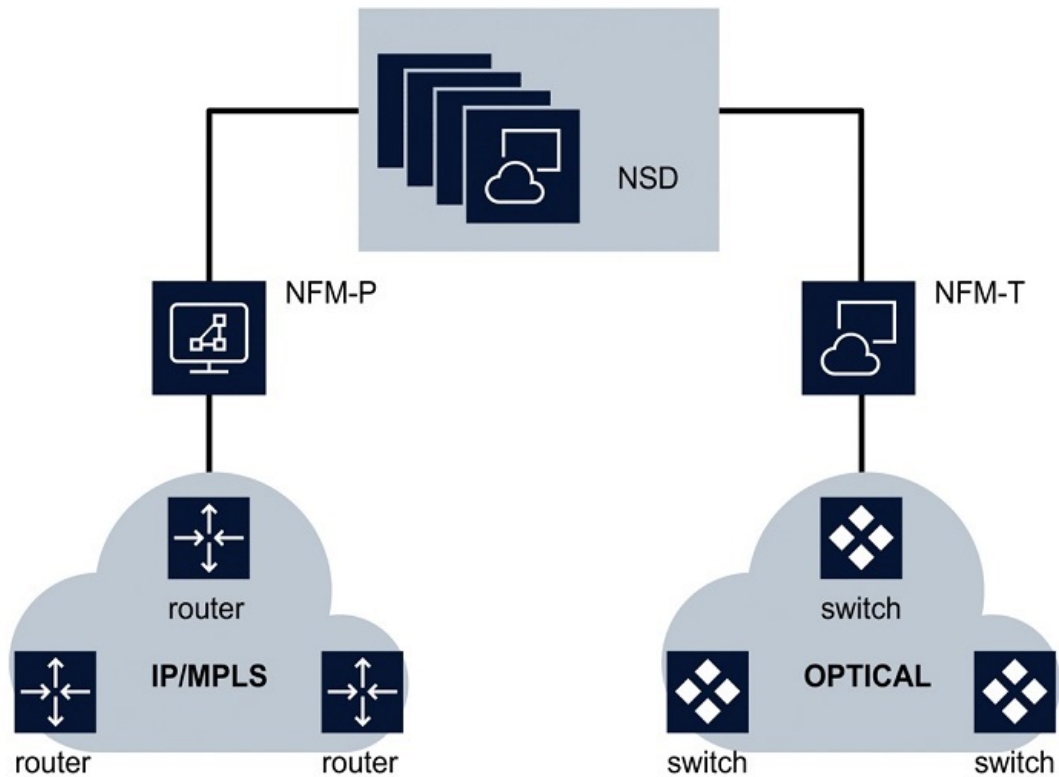 NSD
NFM-P
NFM-T
router
switch
IP/MPLS
OPTICAL
router
router
switch
switch